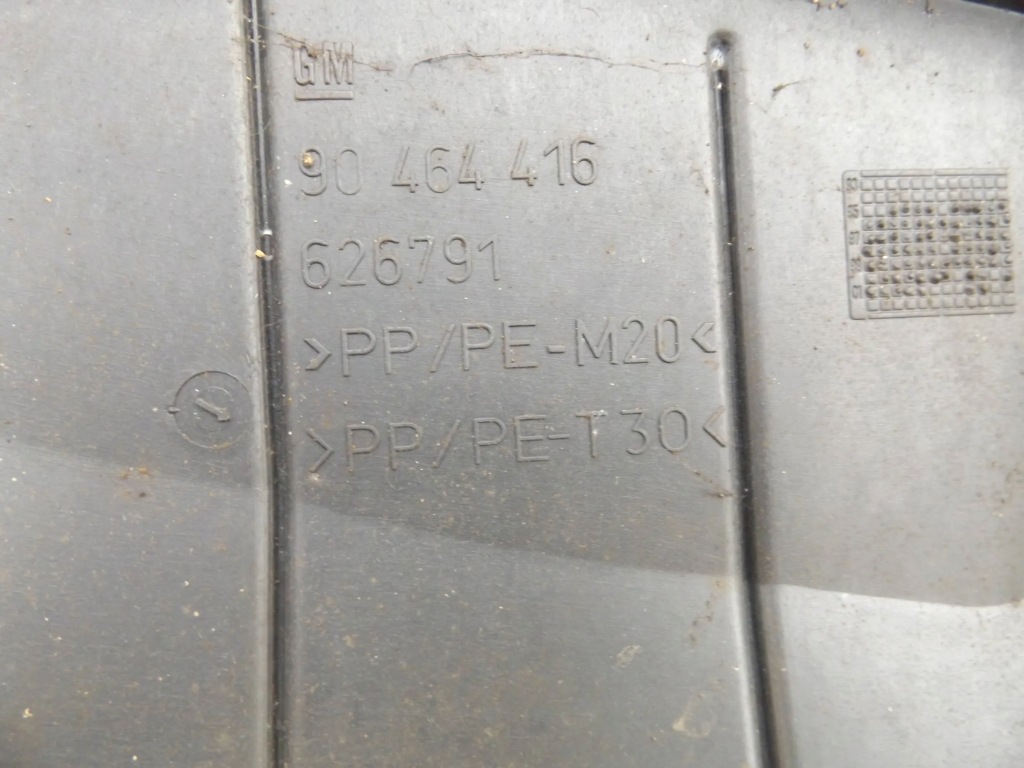 GM
90 464 416
626791
>PP/PE-M20<
>PP/PE-T30<